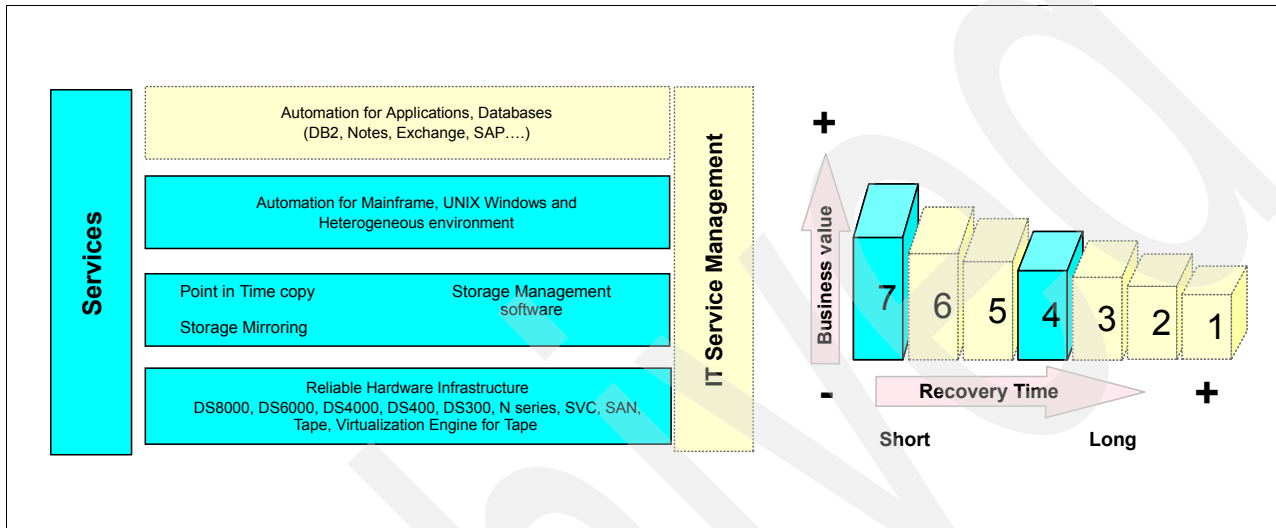 Services
Automation for Applications, Databases
(DB2, Notes, Exchange, SAP….)
Automation for Mainframe, UNIX Windows and
Heterogeneous environment
Point in Time copy
Storage Management
software
Storage Mirroring
Reliable Hardware Infrastructure
DS8000, DS6000, DS4000, DS400, DS300, N series, SVC, SAN,
Tape, Virtualization Engine for Tape
IT Service Management
+
Business value
-
7
6
5
4
3
2
1
Recovery Time
+
Short
Long